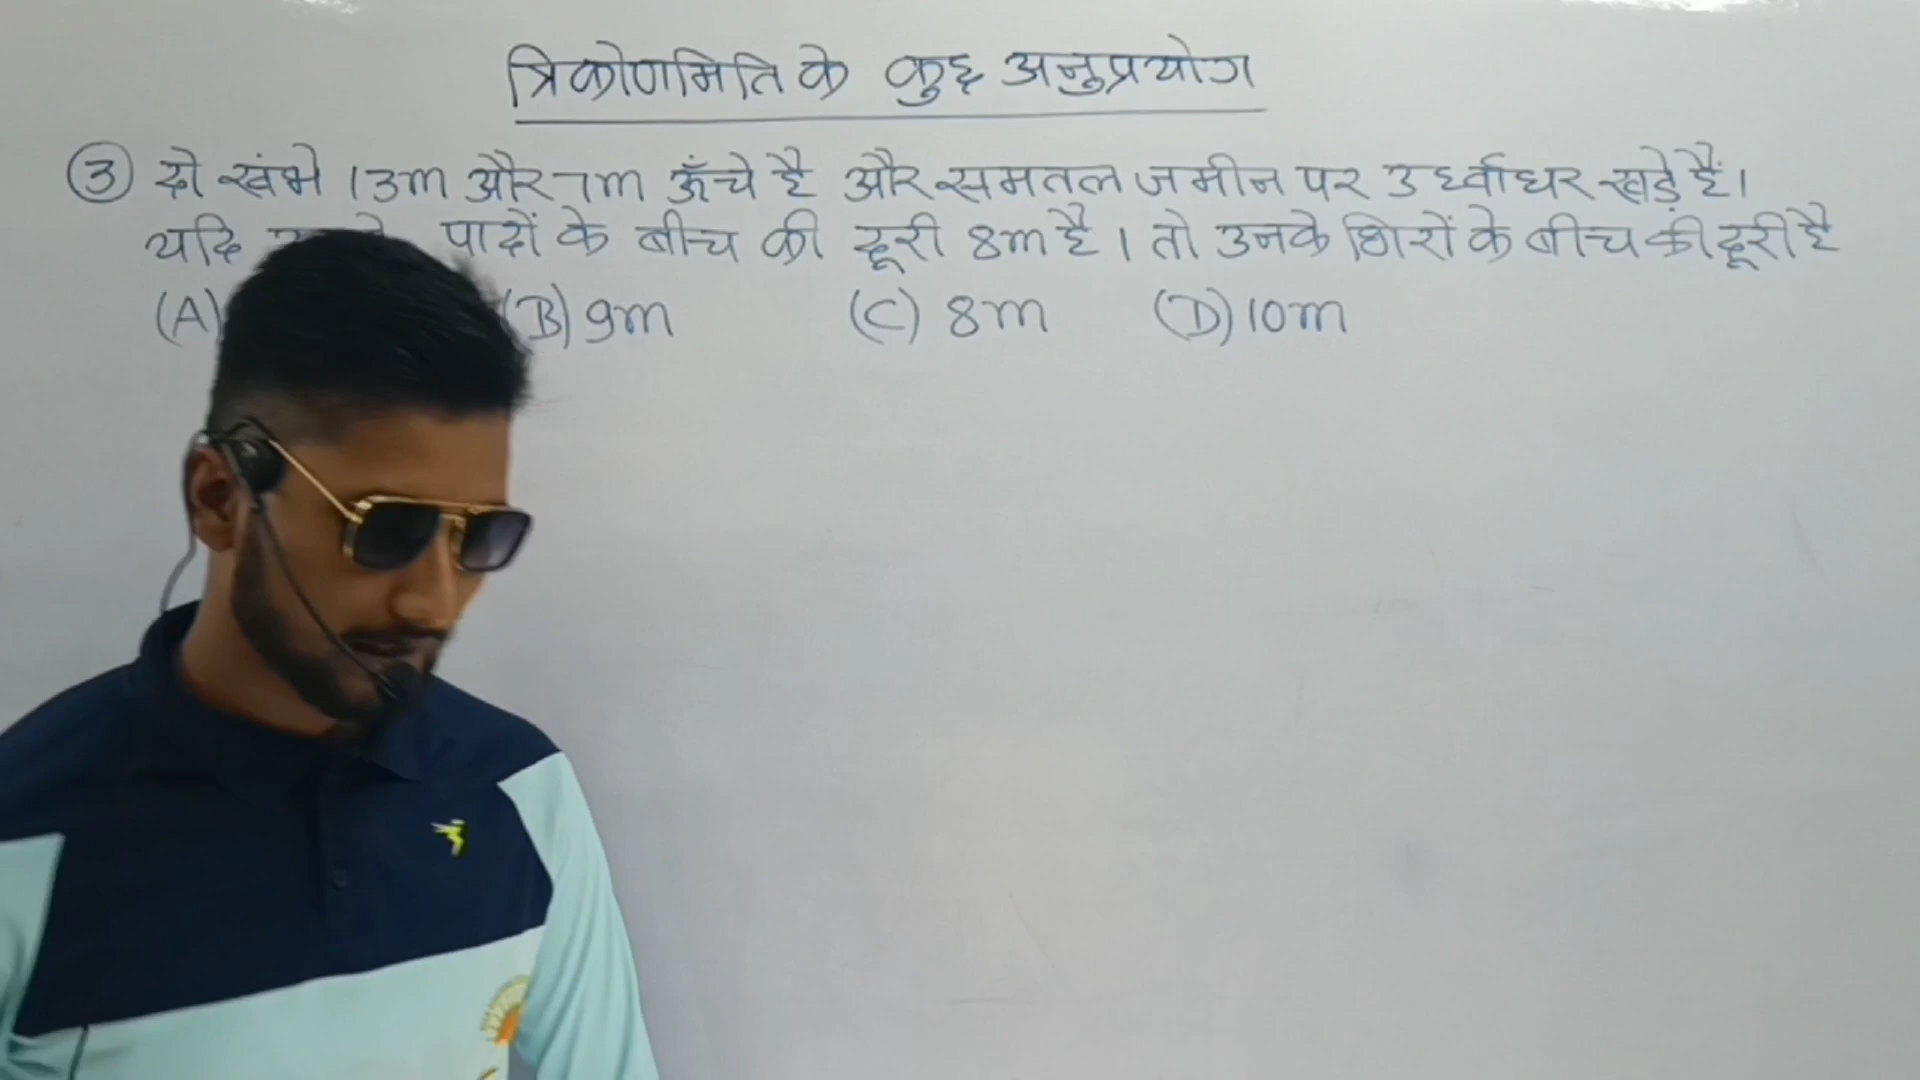 त्रिकोणमिति के कुछ अनुप्रयोग
③ दो खंभे 13m और 7m ऊँचे है और समतल जमीन पर उर्ध्वाधर खड़े हैं।
यदि पादों के बीच की दूरी 8m है। तो उनके शिरों के बीच की दूरी है
(A) (B) 9m (C) 8m (D) 10m